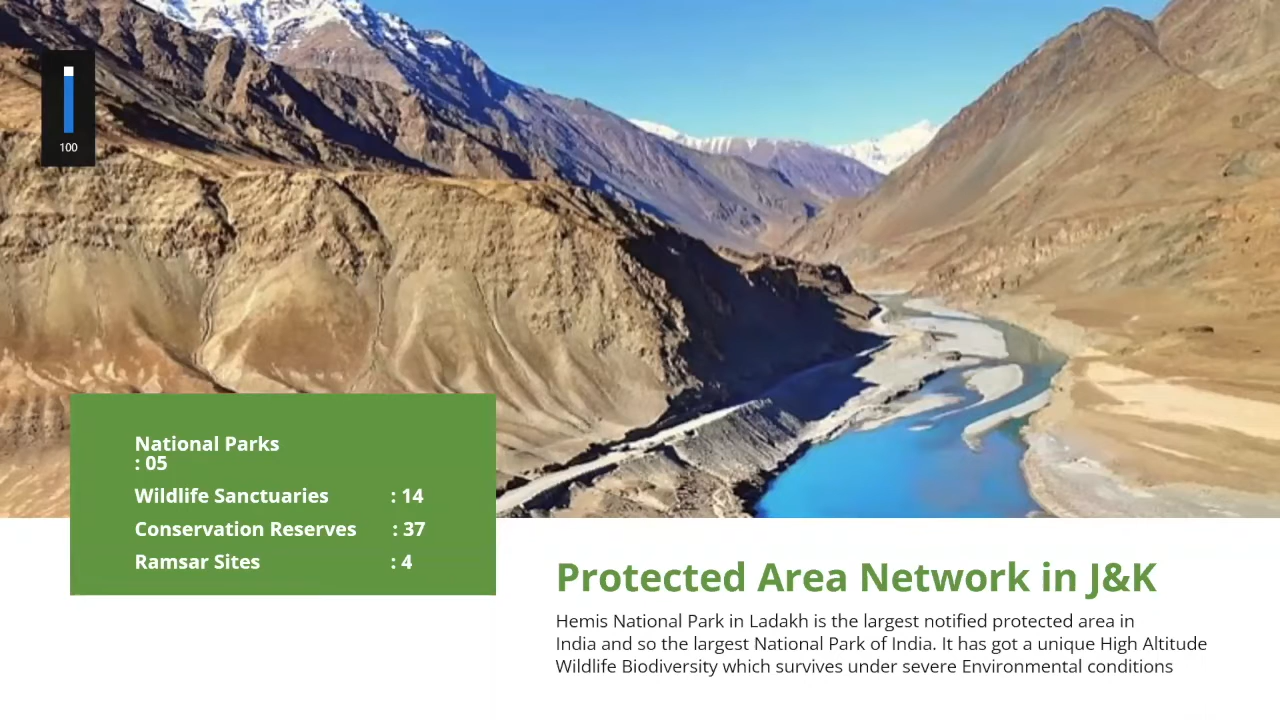 100
National Parks
: 05
Wildlife Sanctuaries : 14
Conservation Reserves : 37
Ramsar Sites : 4
Protected Area Network in J&K
Hemis National Park in Ladakh is the largest notified protected area in
India and so the largest National Park of India. It has got a unique High Altitude
Wildlife Biodiversity which survives under severe Environmental conditions